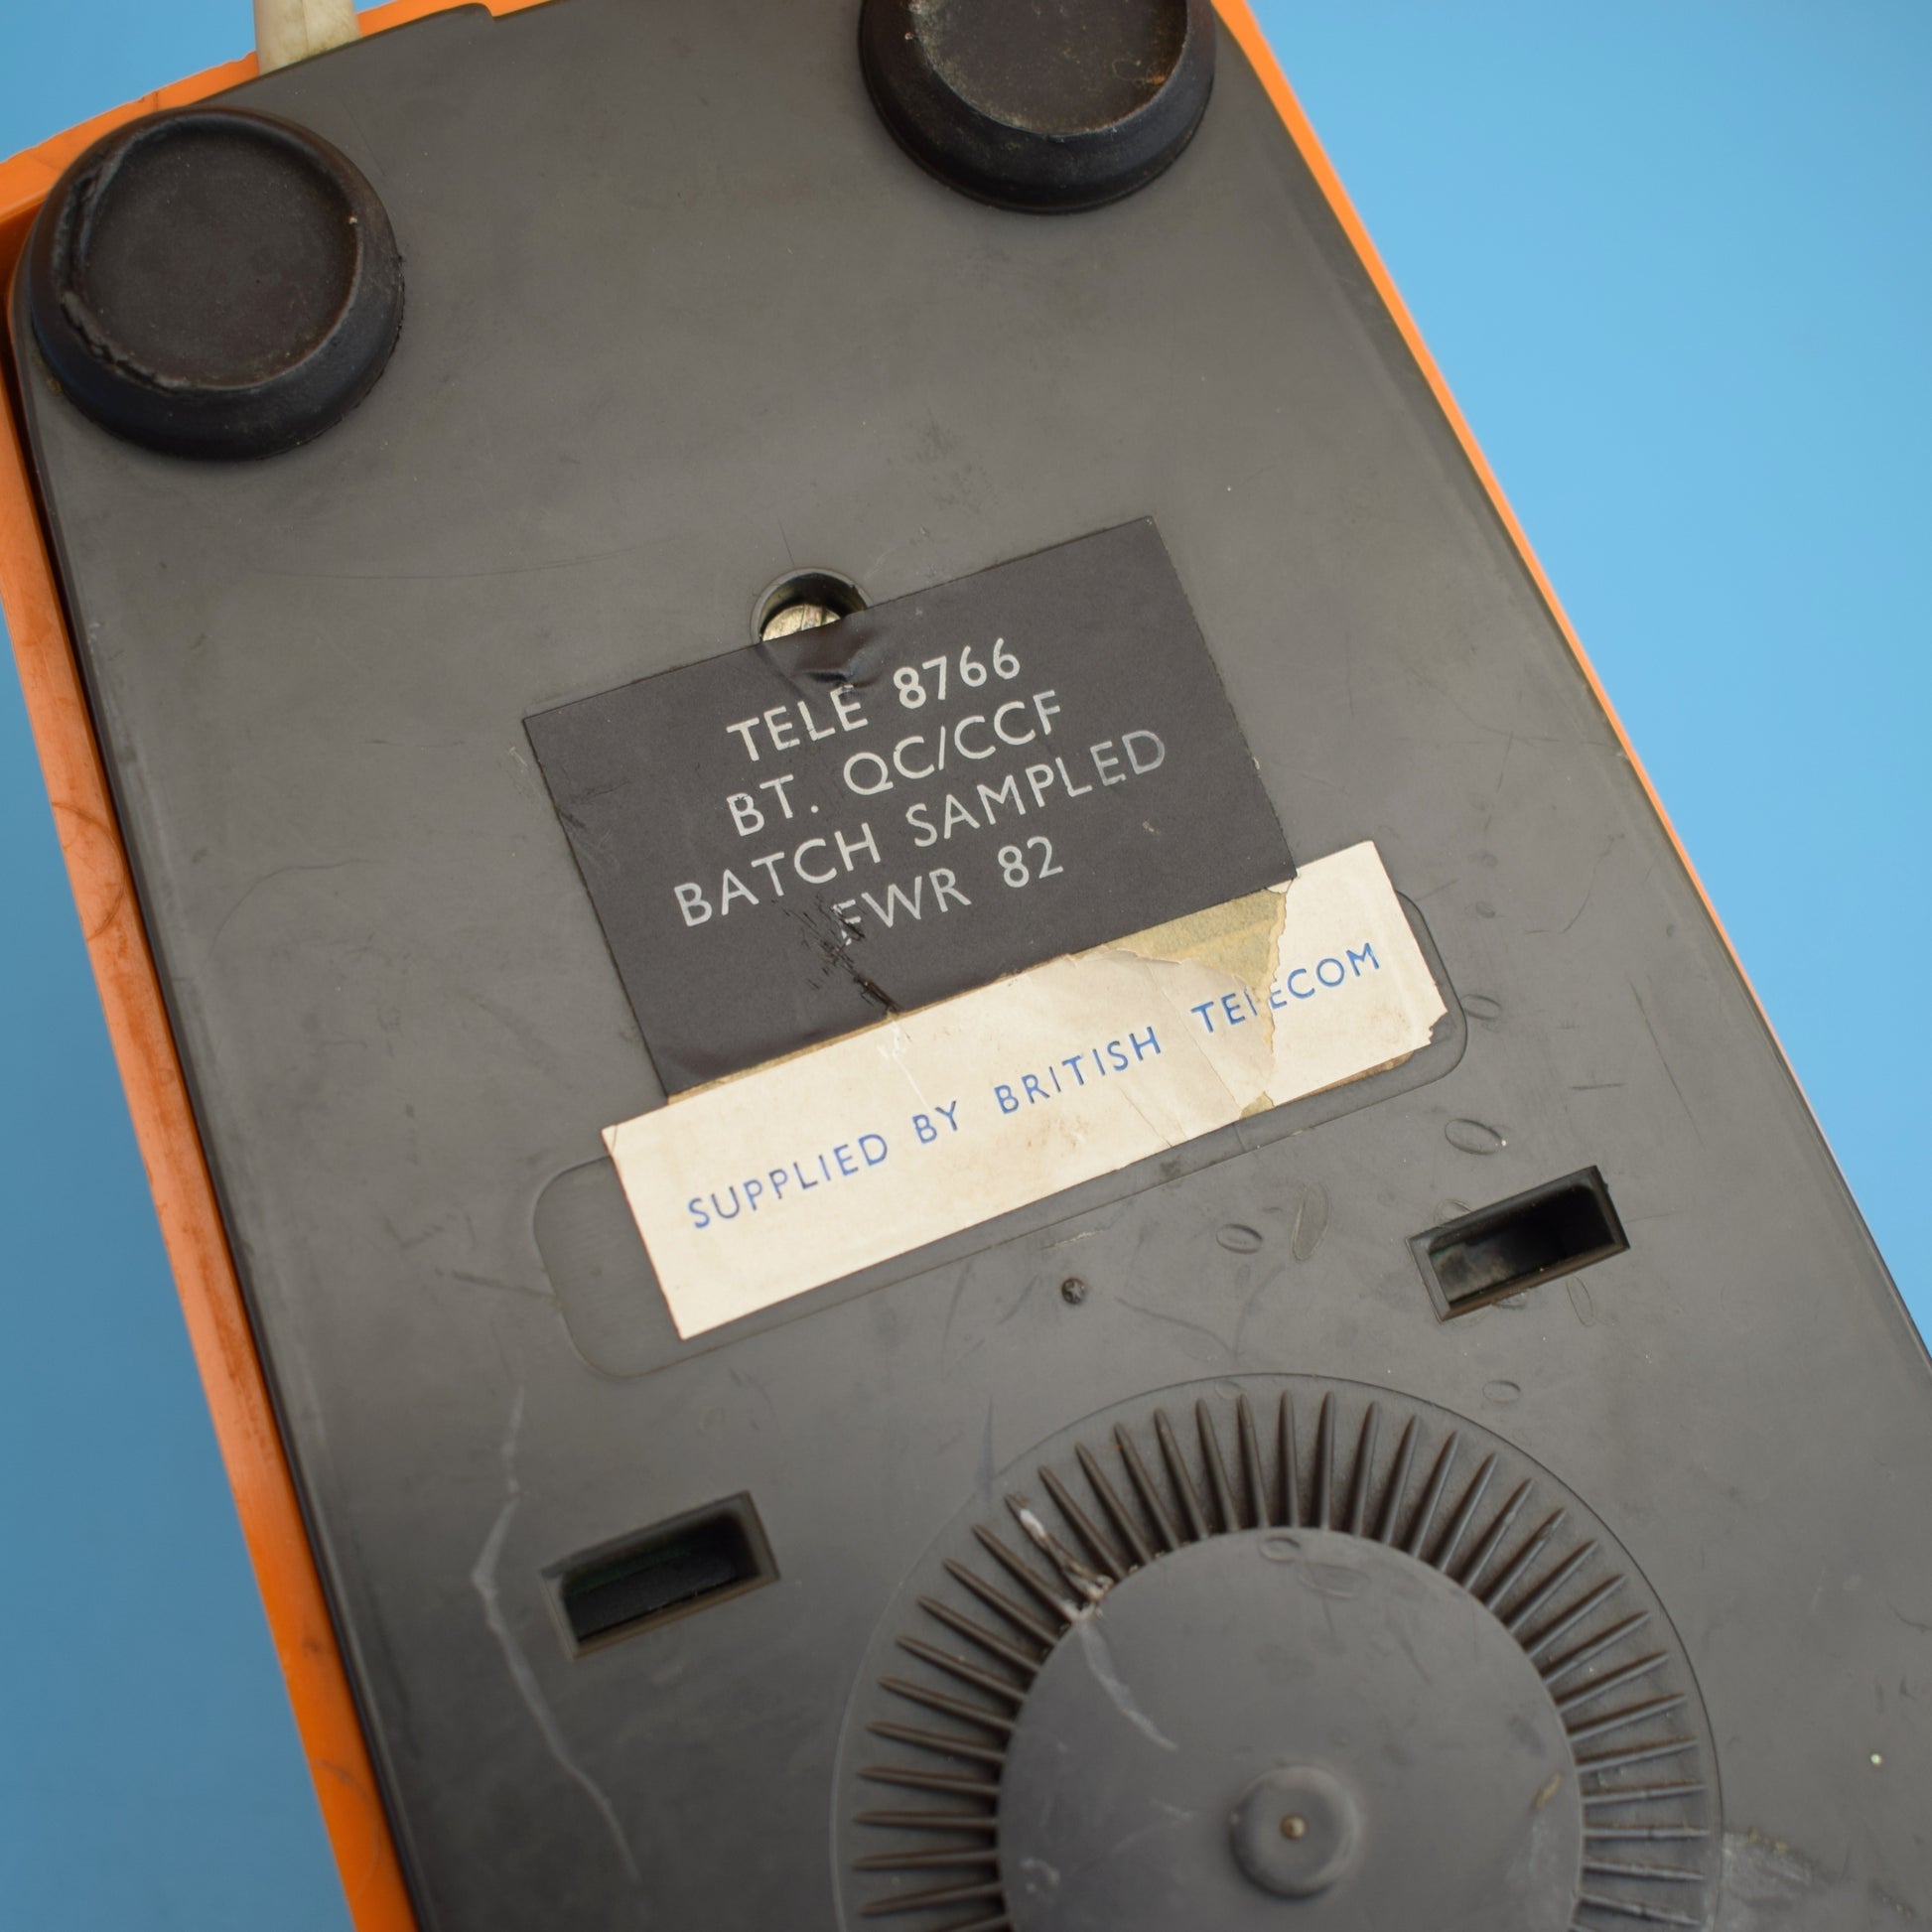 TELE 8766
BT. QC/CCF
BATCH SAMPLED
FWR 82
SUPPLIED BY BRITISH TELECOM